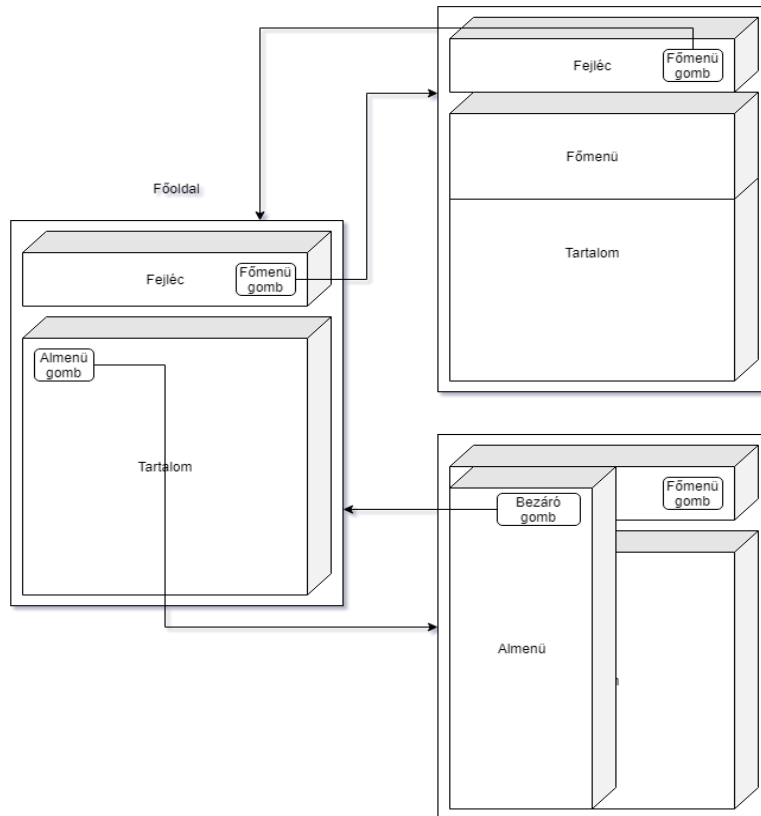 Fejléc
Főmenü
gomb
Főmenü
Tartalom
Főoldal
Fejléc
Főmenü
gomb
Almenü
gomb
Tartalom
Bezáró
gomb
Főmenü
gomb
Almenü